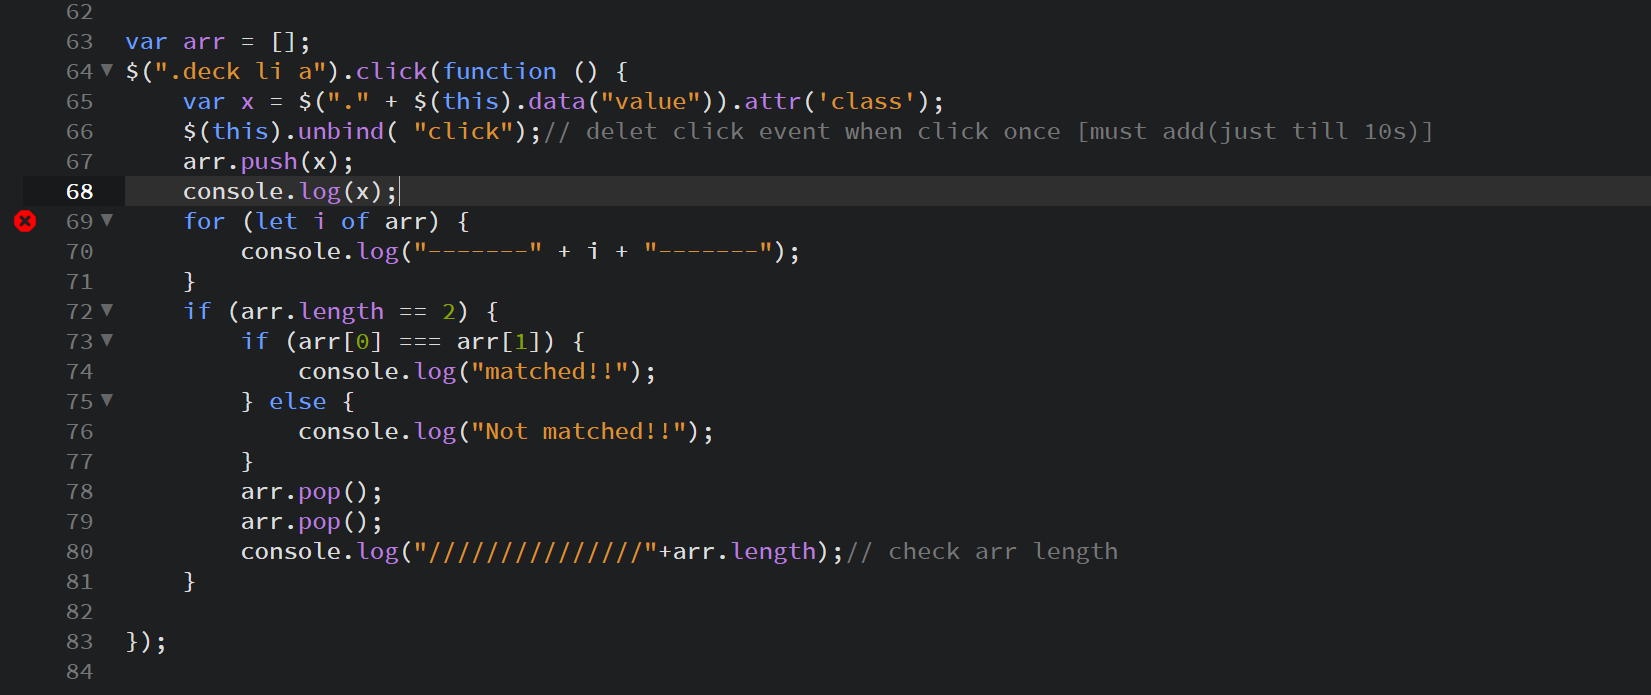 62
63 var arr = [];
64 ▼ $(".deck li a").click(function () {
65     var x = $("." + $(this).data("value")).attr('class');
66     $(this).unbind( "click");// delet click event when click once [must add(just till 10s)]
67     arr.push(x);
68     console.log(x);
69 ▼     for (let i of arr) {
70         console.log("-------" + i + "-------");
71     }
72 ▼     if (arr.length == 2) {
73 ▼         if (arr[0] === arr[1]) {
74             console.log("matched!!");
75 ▼         } else {
76             console.log("Not matched!!");
77         }
78         arr.pop();
79         arr.pop();
80         console.log("///////////////"+arr.length);// check arr length
81     }
82
83 });
84